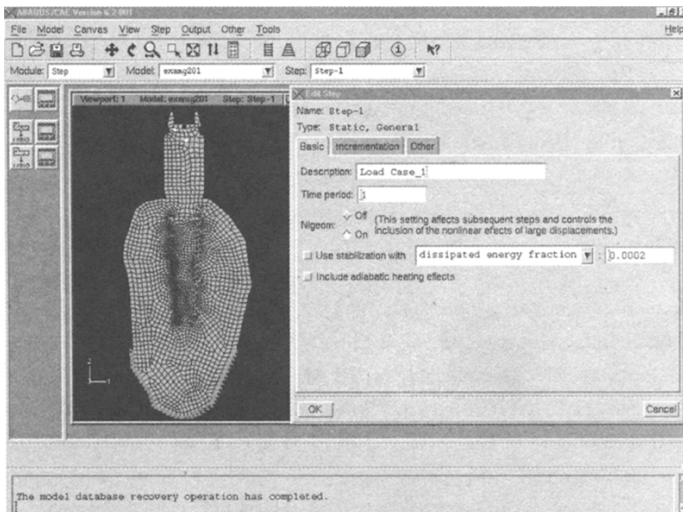 ABAQUS/CAE Version 6.2-001
File Model Canvas View Step Output Other Tools Help
Module: Step Model: examg201 Step: Step-1
Viewport: 1 Model: examg201 Step: Step-1
Edit Step
Name: Step-1
Type: Static, General
Basic Incrementation Other
Description: Load Case_1
Time period: 1
Nlgeom: Off (This setting affects subsequent steps and controls the
On inclusion of the nonlinear efects of large displacements.)
Use stabilization with dissipated energy fraction : 0.0002
Include adiabatic heating effects
OK Cancel
The model database recovery operation has completed.